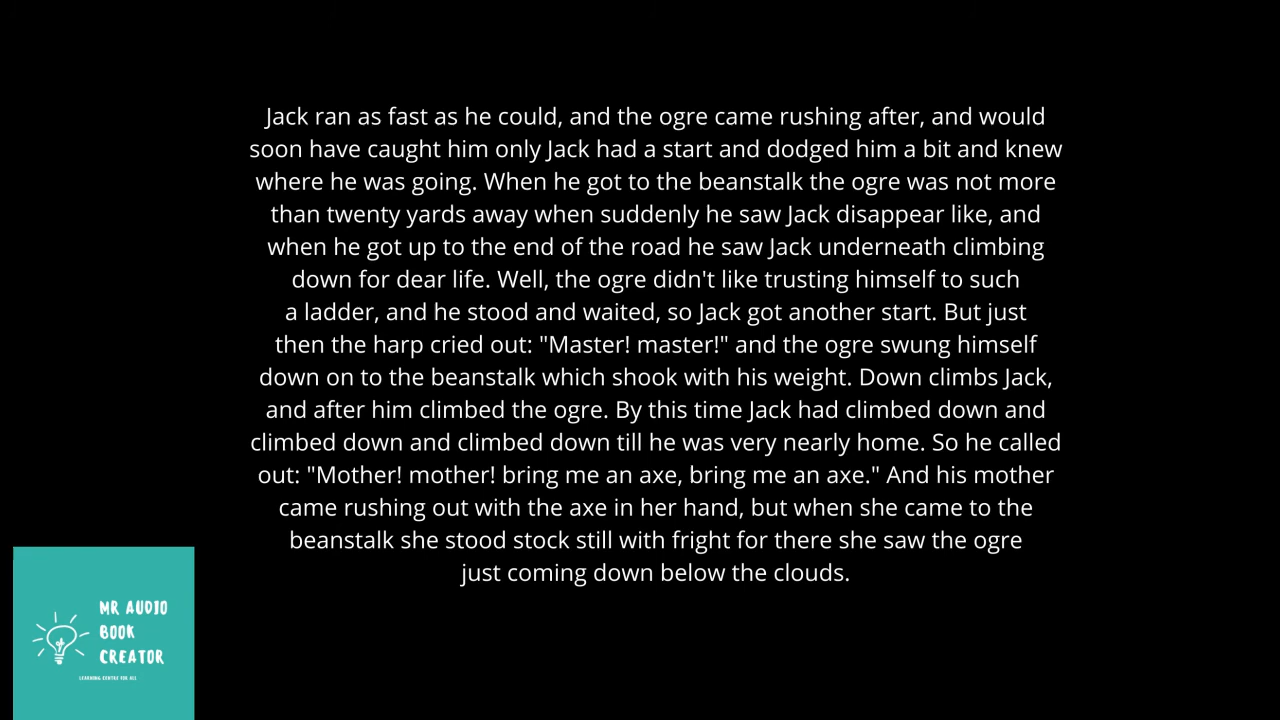 Jack ran as fast as he could, and the ogre came rushing after, and would
soon have caught him only Jack had a start and dodged him a bit and knew
where he was going. When he got to the beanstalk the ogre was not more
than twenty yards away when suddenly he saw Jack disappear like, and
when he got up to the end of the road he saw Jack underneath climbing
down for dear life. Well, the ogre didn't like trusting himself to such
a ladder, and he stood and waited, so Jack got another start. But just
then the harp cried out: "Master! master!" and the ogre swung himself
down on to the beanstalk which shook with his weight. Down climbs Jack,
and after him climbed the ogre. By this time Jack had climbed down and
climbed down and climbed down till he was very nearly home. So he called
out: "Mother! mother! bring me an axe, bring me an axe." And his mother
came rushing out with the axe in her hand, but when she came to the
beanstalk she stood stock still with fright for there she saw the ogre
just coming down below the clouds.
MR AUDIO
BOOK
CREATOR
LEARNING CENTRE FOR ALL